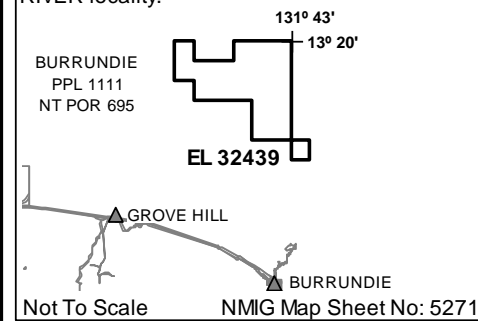 RIVER locality.
131º 43'
13º 20'
BURRUNDIE
PPL 1111
NT POR 695
EL 32439
GROVE HILL
BURRUNDIE
Not To Scale NMIG Map Sheet No: 5271